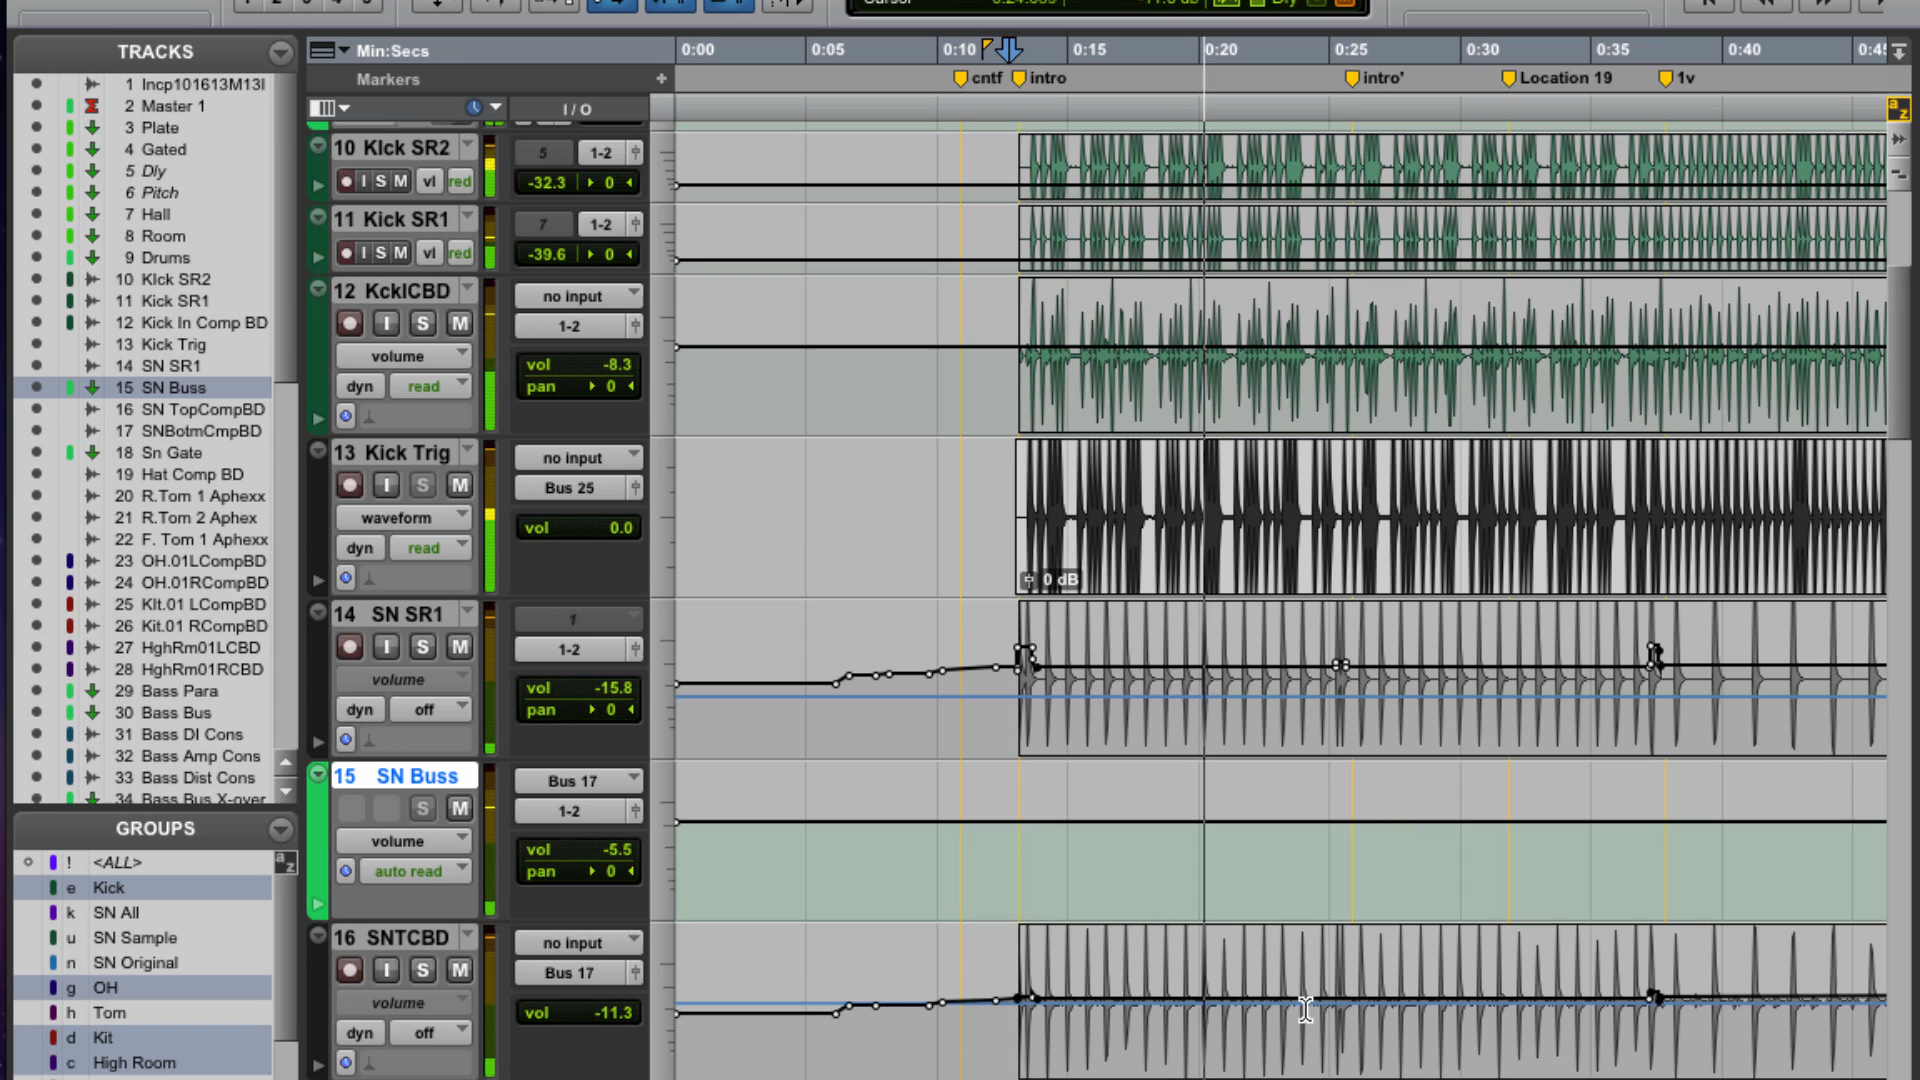 TRACKS
1 Incp101613M13I
2 Master 1
3 Plate
4 Gated
5 Dly
6 Pitch
7 Hall
8 Room
9 Drums
10 KIck SR2
11 Kick SR1
12 Kick In Comp BD
13 Kick Trig
14 SN SR1
15 SN Buss
16 SN TopCompBD
17 SNBotmCmpBD
18 Sn Gate
19 Hat Comp BD
20 R.Tom 1 Aphexx
21 R.Tom 2 Aphex
22 F. Tom 1 Aphexx
23 OH.01LCompBD
24 OH.01RCompBD
25 KIt.01 LCompBD
26 Kit.01 RCompBD
27 HghRm01LCBD
28 HghRm01RCBD
29 Bass Para
30 Bass Bus
31 Bass DI Cons
32 Bass Amp Cons
33 Bass Dist Cons
34 Bass Bus X-over
GROUPS
! <ALL>
e Kick
k SN All
u SN Sample
n SN Original
g OH
h Tom
d Kit
c High Room
a z
Min:Secs
0:00 0:05 0:10 0:15 0:20 0:25 0:30 0:35 0:40 0:45
Markers +
cntf intro intro' Location 19 1v
I / O
a z
10 KIck SR2
5 1-2
I S M vl red
-32.3 0
11 Kick SR1
7 1-2
I S M vl red
-39.6 0
12 KckICBD
no input
I S M
1-2
volume
vol -8.3
dyn read
pan 0
13 Kick Trig
no input
I S M
Bus 25
waveform
vol 0.0
dyn read
0 dB
14 SN SR1
1
I S M
1-2
volume
vol -15.8
dyn off
pan 0
15 SN Buss
Bus 17
S M
1-2
volume
vol -5.5
auto read
pan 0
16 SNTCBD
no input
I S M
Bus 17
volume
vol -11.3
dyn off